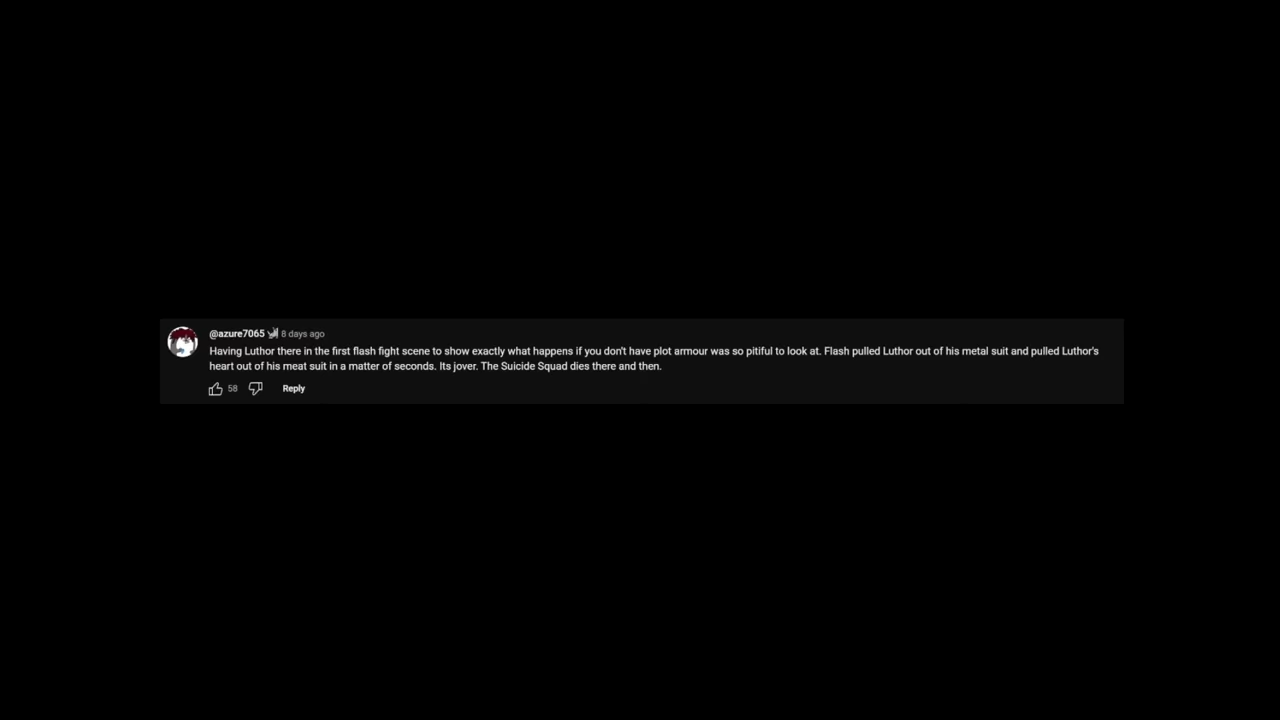 @azure7065 8 days ago
Having Luthor there in the first flash fight scene to show exactly what happens if you don't have plot armour was so pitiful to look at. Flash pulled Luthor out of his metal suit and pulled Luthor's
heart out of his meat suit in a matter of seconds. Its jover. The Suicide Squad dies there and then.
58 Reply